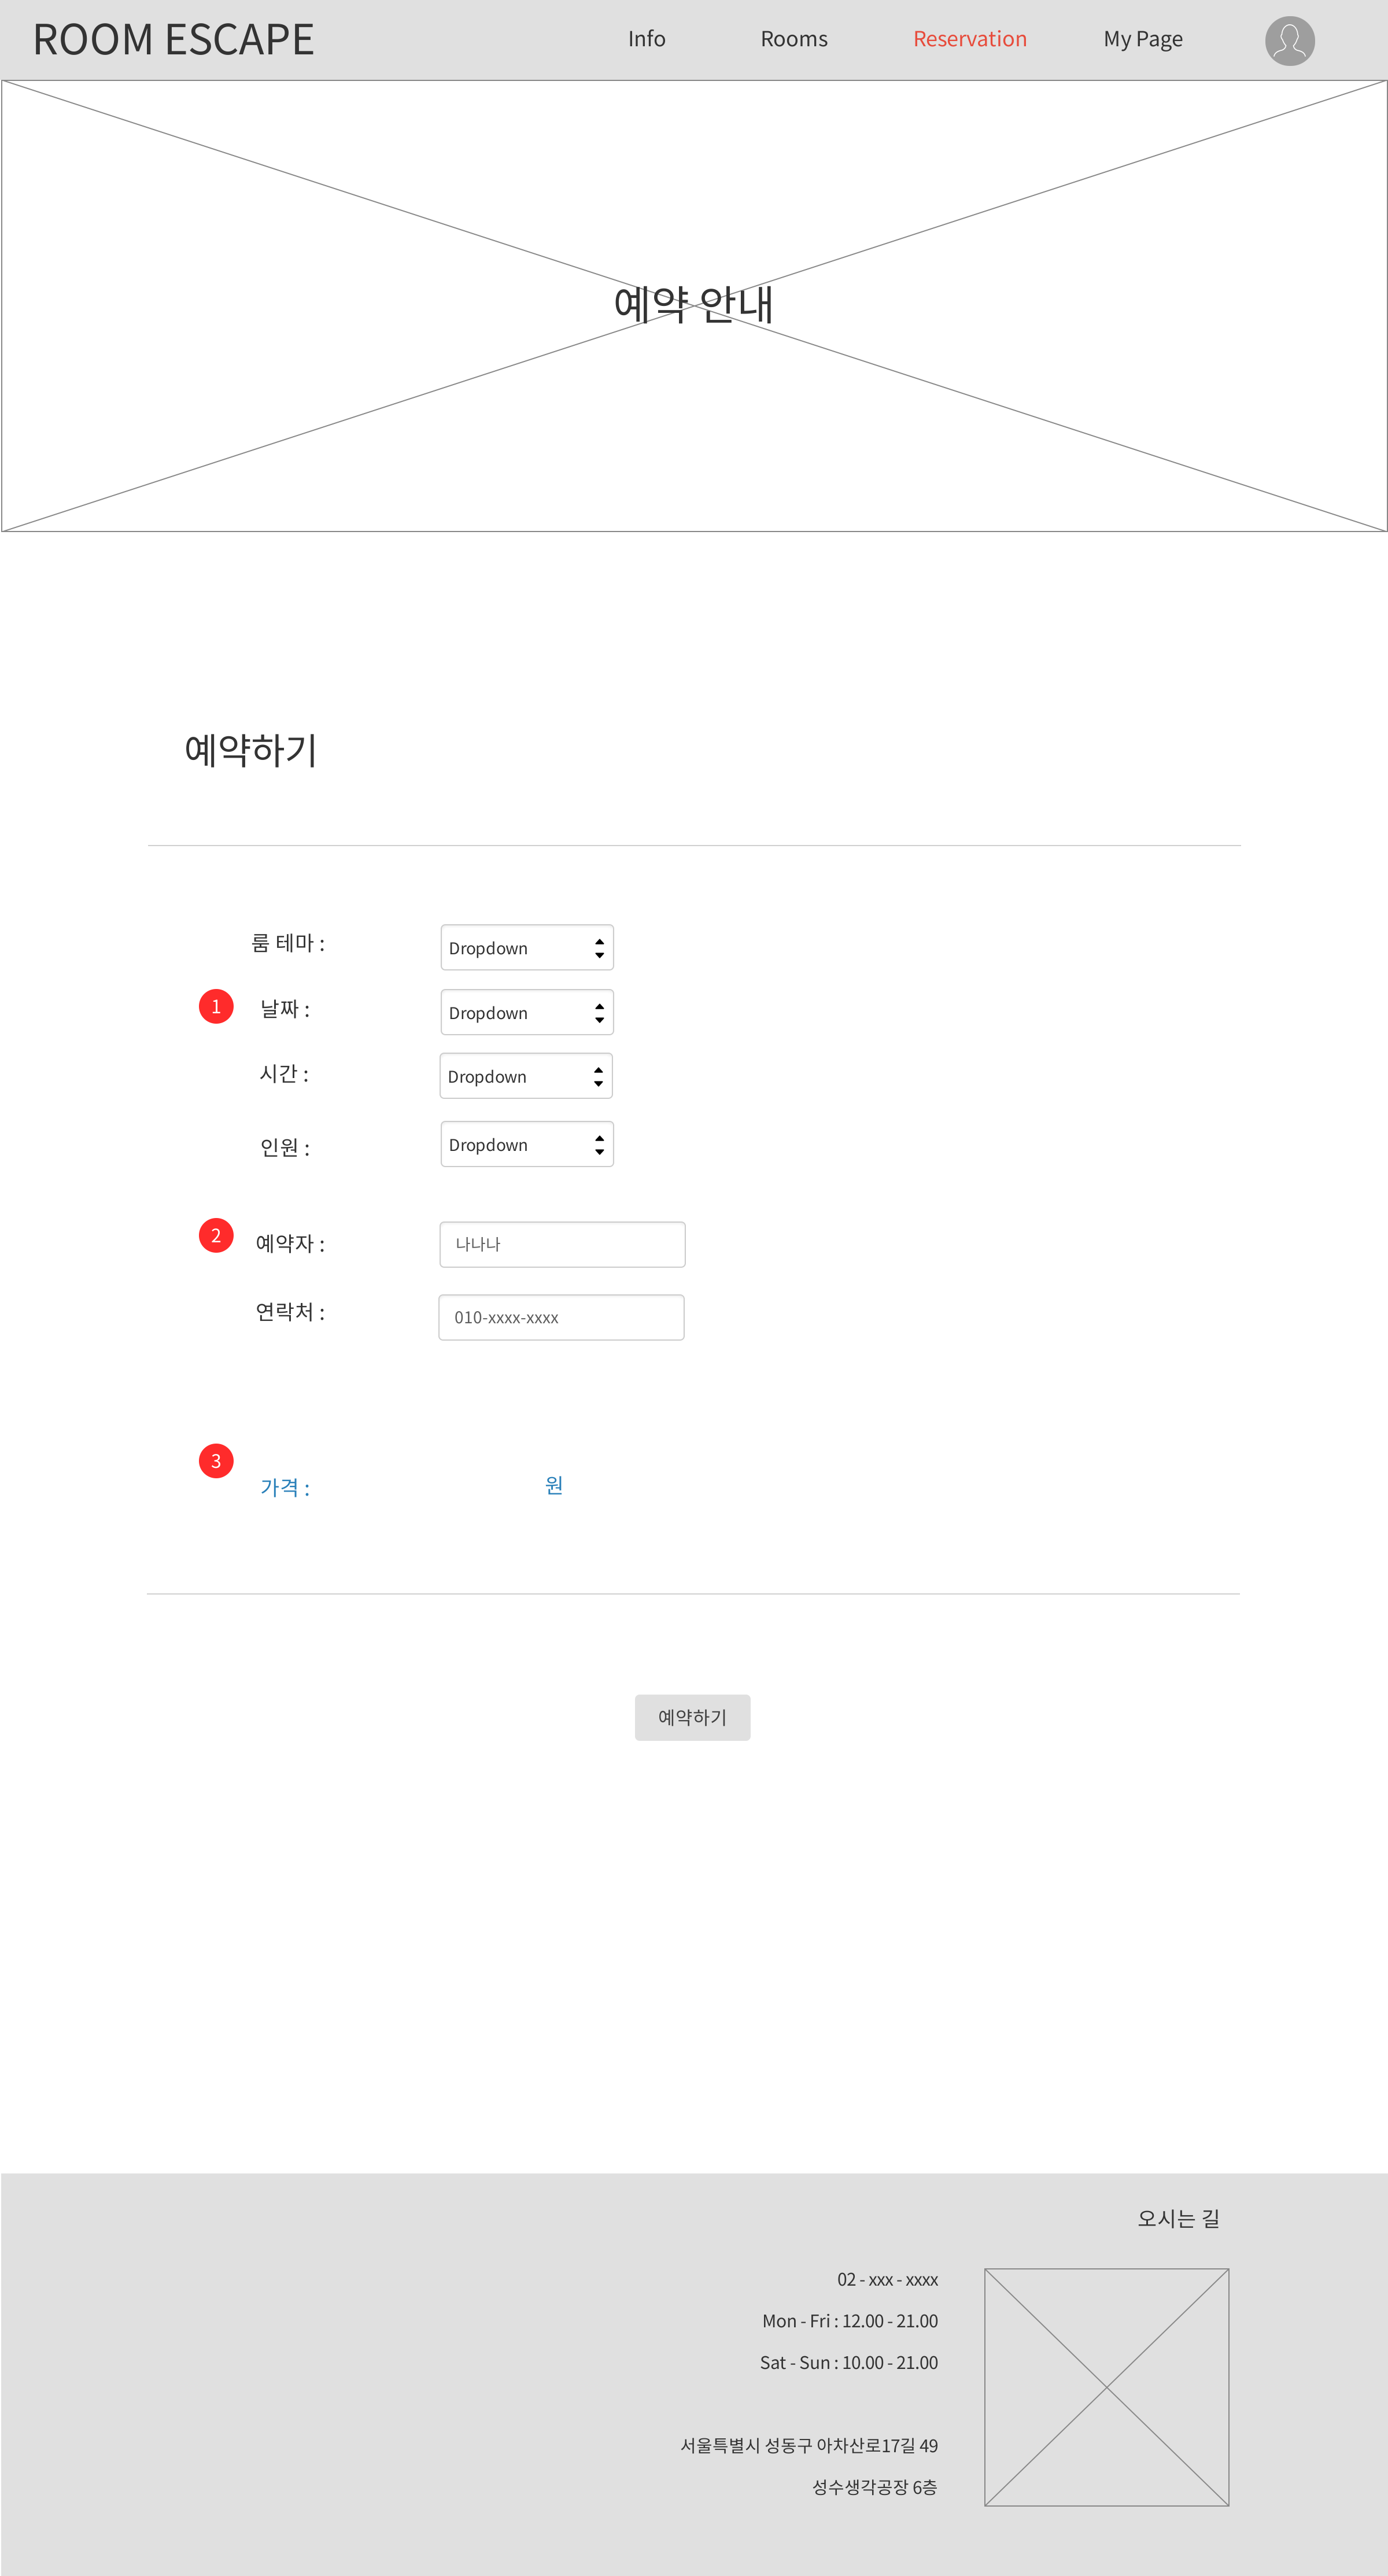 ROOM ESCAPE Info Rooms Reservation My Page
예약 안내
예약하기
룸 테마 : Dropdown
1 날짜 : Dropdown
시간 : Dropdown
인원 : Dropdown
2 예약자 : 나나나
연락처 : 010-xxxx-xxxx
3
가격 : 원
예약하기
오시는 길
02 - xxx - xxxx
Mon - Fri : 12.00 - 21.00
Sat - Sun : 10.00 - 21.00
서울특별시 성동구 아차산로17길 49
성수생각공장 6층